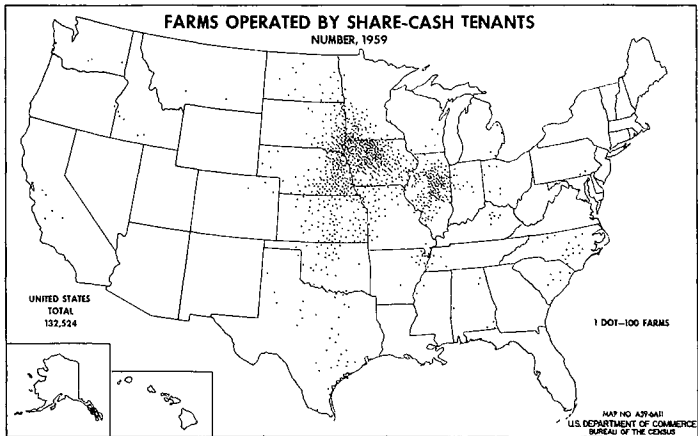 FARMS OPERATED BY SHARE-CASH TENANTS
NUMBER, 1959
UNITED STATES
TOTAL
132,524
1 DOT—100 FARMS
MAP NO A59-6A11
U.S. DEPARTMENT OF COMMERCE
BUREAU OF THE CENSUS